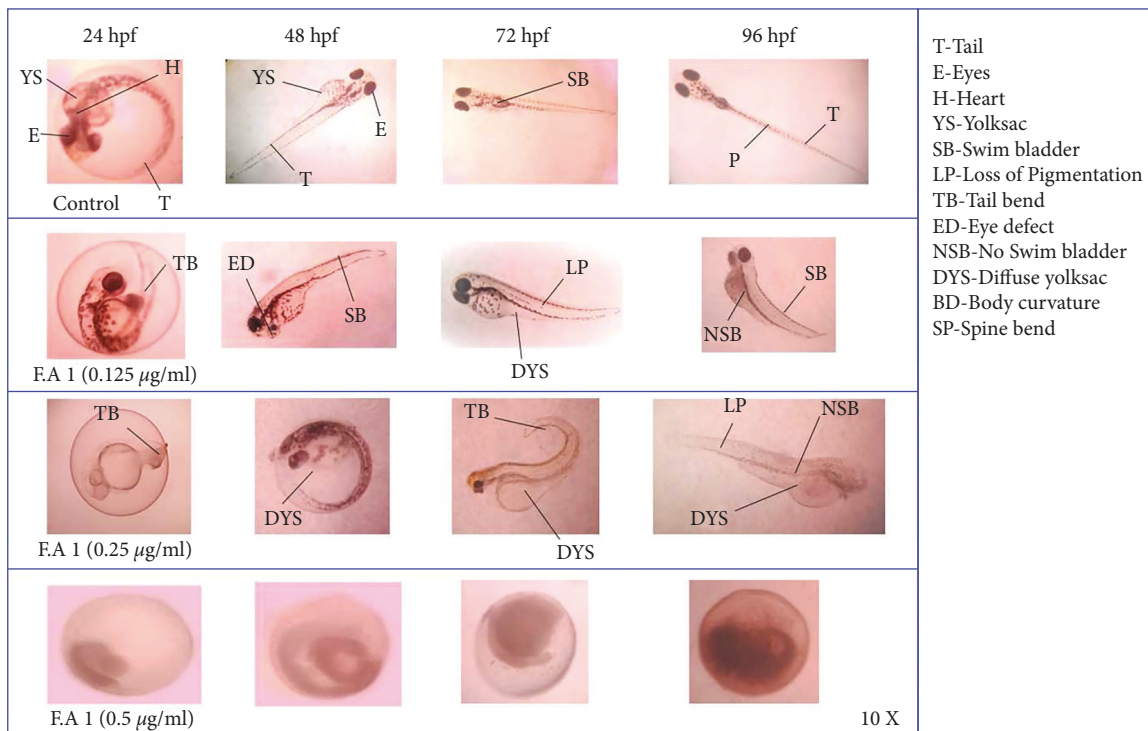 24 hpf 48 hpf 72 hpf 96 hpf
YS H E T
Control
YS E T
SB
P T
TB
F.A 1 (0.125 µg/ml)
ED SB
LP DYS
SB NSB
TB
F.A 1 (0.25 µg/ml)
DYS
TB DYS
LP NSB DYS
F.A 1 (0.5 µg/ml)
10 X
T-Tail
E-Eyes
H-Heart
YS-Yolksac
SB-Swim bladder
LP-Loss of Pigmentation
TB-Tail bend
ED-Eye defect
NSB-No Swim bladder
DYS-Diffuse yolksac
BD-Body curvature
SP-Spine bend